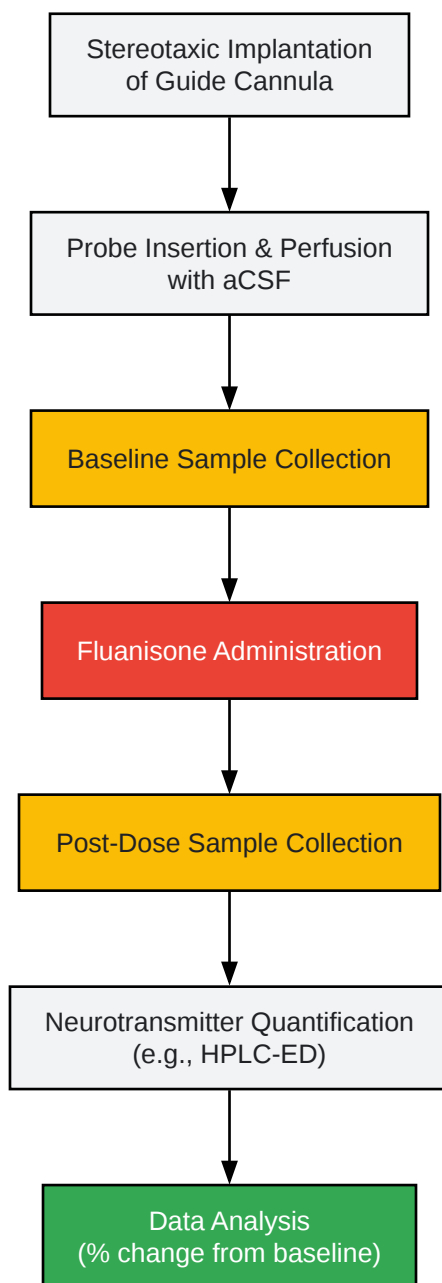 Stereotaxic Implantation
of Guide Cannula
Probe Insertion & Perfusion
with aCSF
Baseline Sample Collection
Fluanisone Administration
Post-Dose Sample Collection
Neurotransmitter Quantification
(e.g., HPLC-ED)
Data Analysis
(% change from baseline)